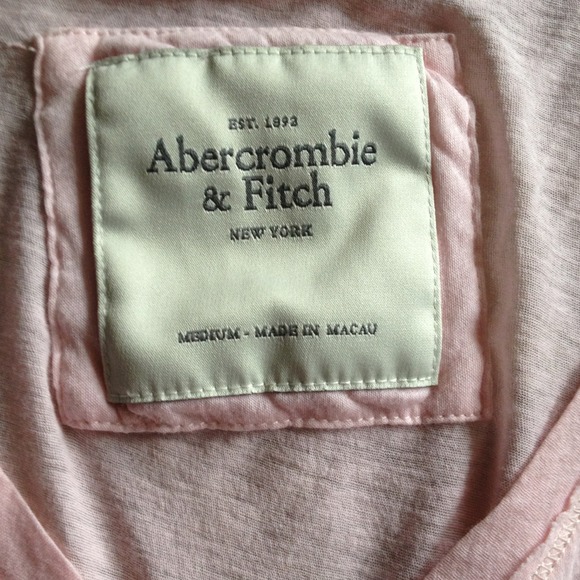 EST. 1892
Abercrombie
& Fitch
NEW YORK
MEDIUM - MADE IN MACAU